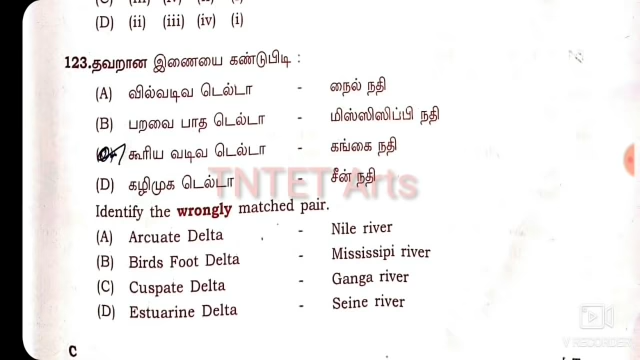 (D) (ii) (iii) (iv) (i)
123.தவறான இணையை கண்டுபிடி :
(A) வில்வடிவ டெல்டா - நைல் நதி
(B) பறவை பாத டெல்டா - மிஸ்ஸிஸிப்பி நதி
கூரிய வடிவ டெல்டா - கங்கை நதி
(D) கழிமுக டெல்டா - சீன் நதி
TNTET Arts
Identify the wrongly matched pair.
(A) Arcuate Delta - Nile river
(B) Birds Foot Delta - Mississipi river
(C) Cuspate Delta - Ganga river
(D) Estuarine Delta - Seine river
C
V RECORDER